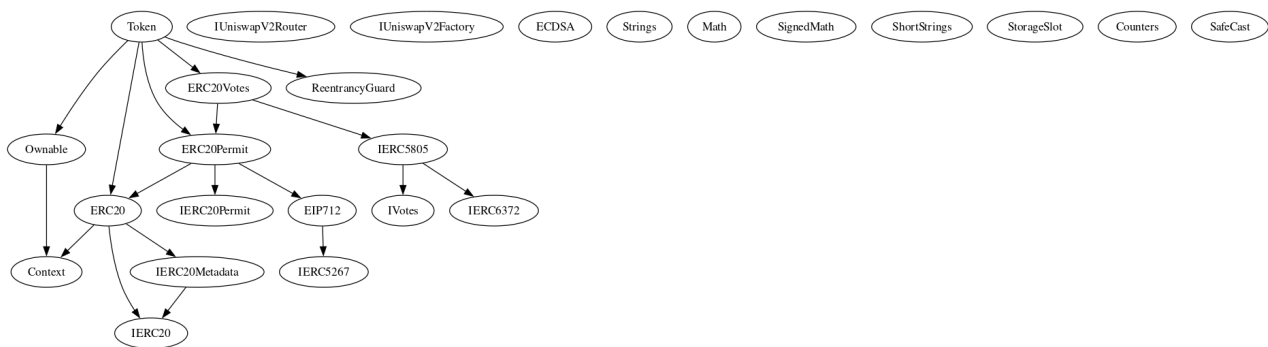 Token
IUniswapV2Router
IUniswapV2Factory
ECDSA
Strings
Math
SignedMath
ShortStrings
StorageSlot
Counters
SafeCast
ERC20Votes
ReentrancyGuard
Ownable
ERC20Permit
IERC5805
ERC20
IERC20Permit
EIP712
IVotes
IERC6372
Context
IERC20Metadata
IERC5267
IERC20